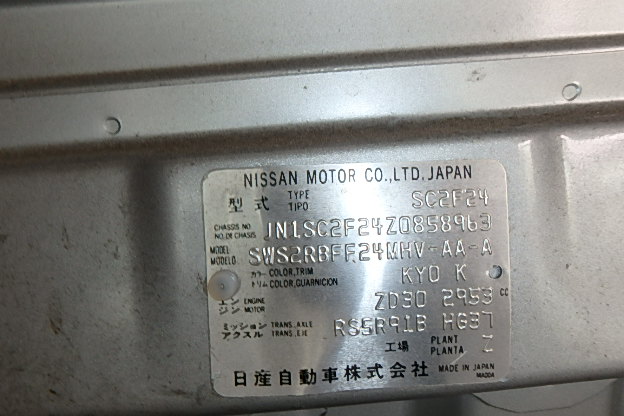 NISSAN MOTOR CO.,LTD.JAPAN
型式 TYPE TIPO SC2F24
CHASSIS NO. NO. DE CHASIS JN1SC2F24Z0858963
MODEL MODELO SWS2RBFF24MHV-AA-A
カラー COLOR,TRIM トリム COLOR,GUARNICION KY0 K
エンジン ENGINE MOTOR ZD30 2953 CC
ミッション TRANS.,AXLE アクスル TRANS.,EJE RS5R91B HG37
工場 PLANT PLANTA Z
日産自動車株式会社 MADE IN JAPAN